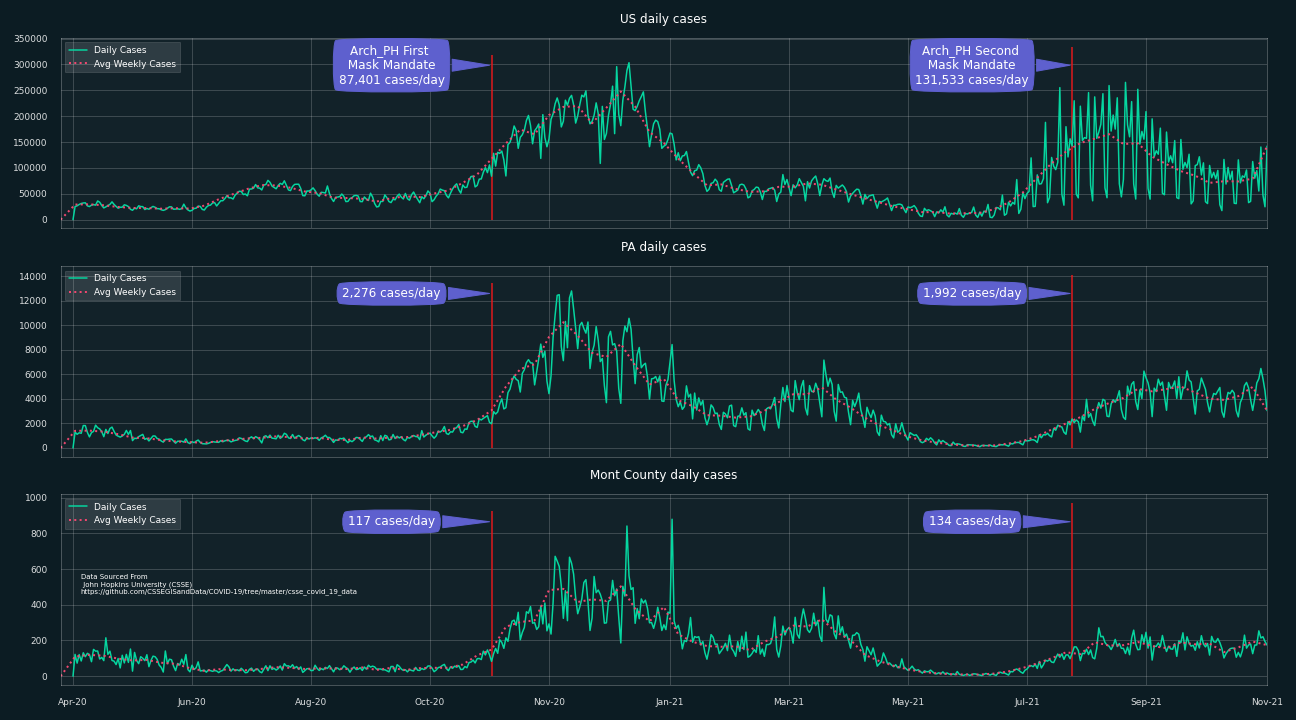 US daily cases
350000
300000
250000
200000
150000
100000
50000
0
Daily Cases
Avg Weekly Cases
Arch_PH First
Mask Mandate
87,401 cases/day
Arch_PH Second
Mask Mandate
131,533 cases/day
PA daily cases
14000
12000
10000
8000
6000
4000
2000
0
Daily Cases
Avg Weekly Cases
2,276 cases/day
1,992 cases/day
Mont County daily cases
1000
800
600
400
200
0
Daily Cases
Avg Weekly Cases
117 cases/day
134 cases/day
Data Sourced From
John Hopkins University (CSSE)
https://github.com/CSSEGISandData/COVID-19/tree/master/csse_covid_19_data
Apr-20 Jun-20 Aug-20 Oct-20 Nov-20 Jan-21 Mar-21 May-21 Jul-21 Sep-21 Nov-21